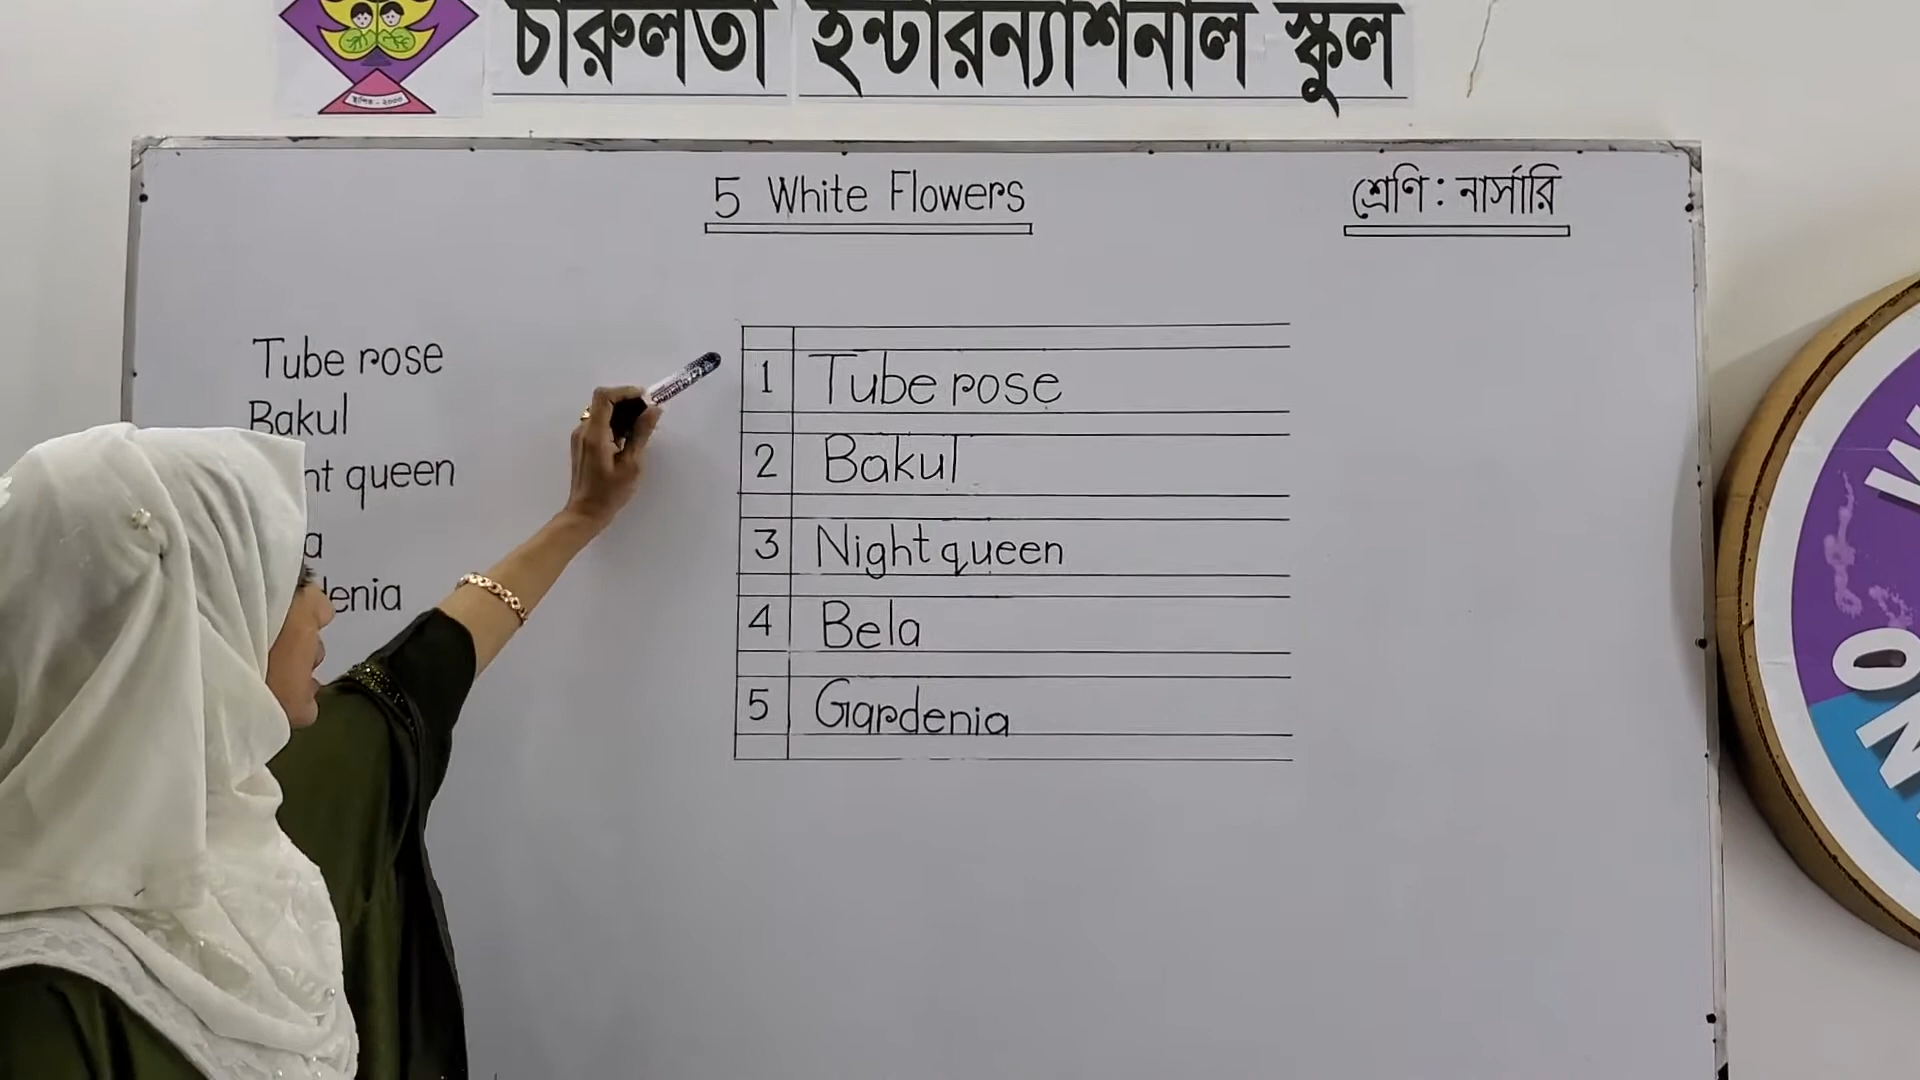 চারুলতা ইন্টারন্যাশনাল স্কুল
স্থাপিত - ২০০০
5 White Flowers
শ্রেণি : নার্সারি
Tube rose
Bakul
queen
1 Tube rose
2 Bakul
3 Night queen
4 Bela
5 Gardenia